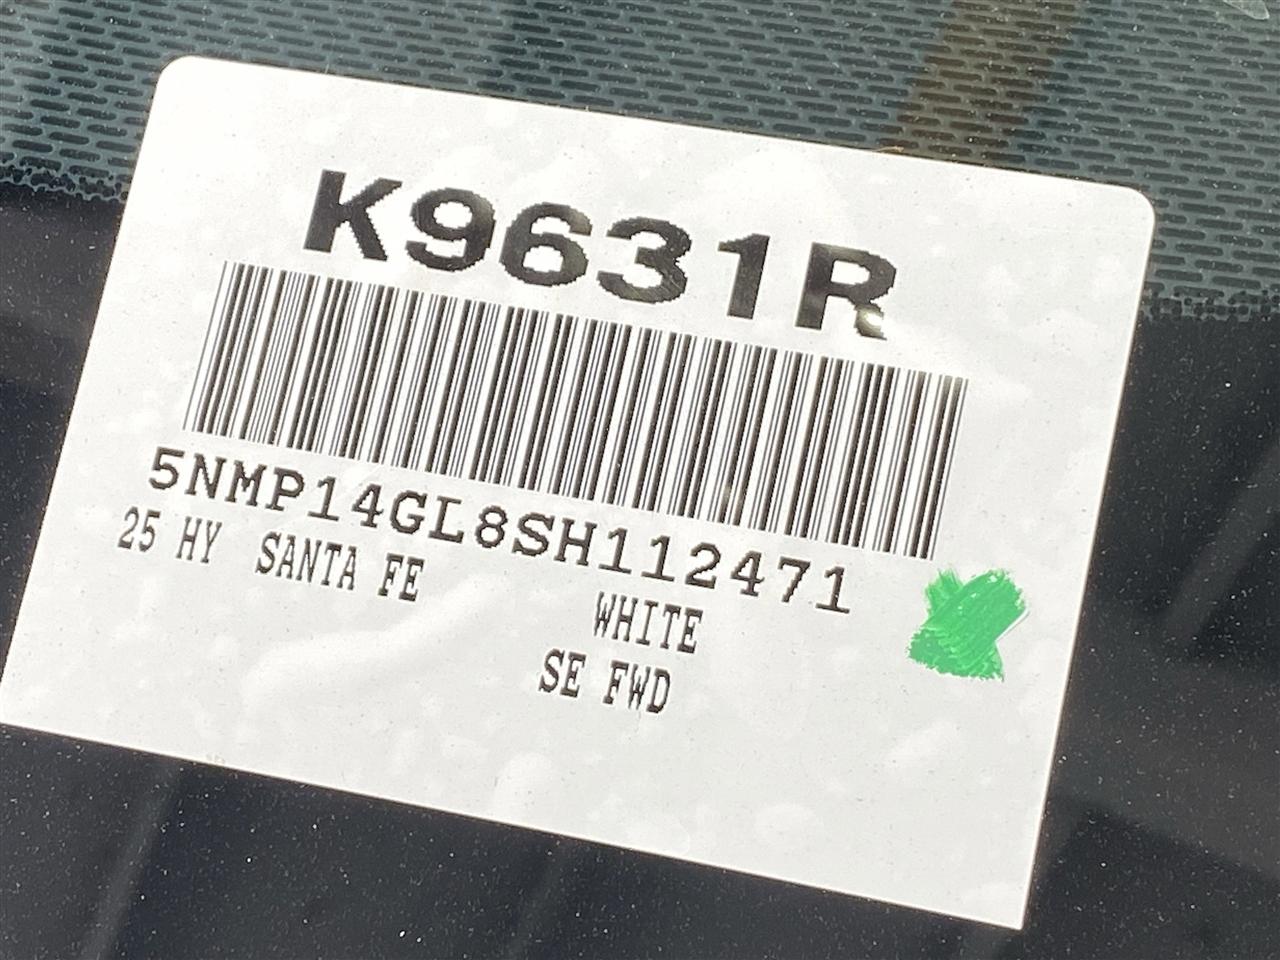 K9631R
5NMP14GL8SH112471
25 HY SANTA FE
WHITE
SE FWD